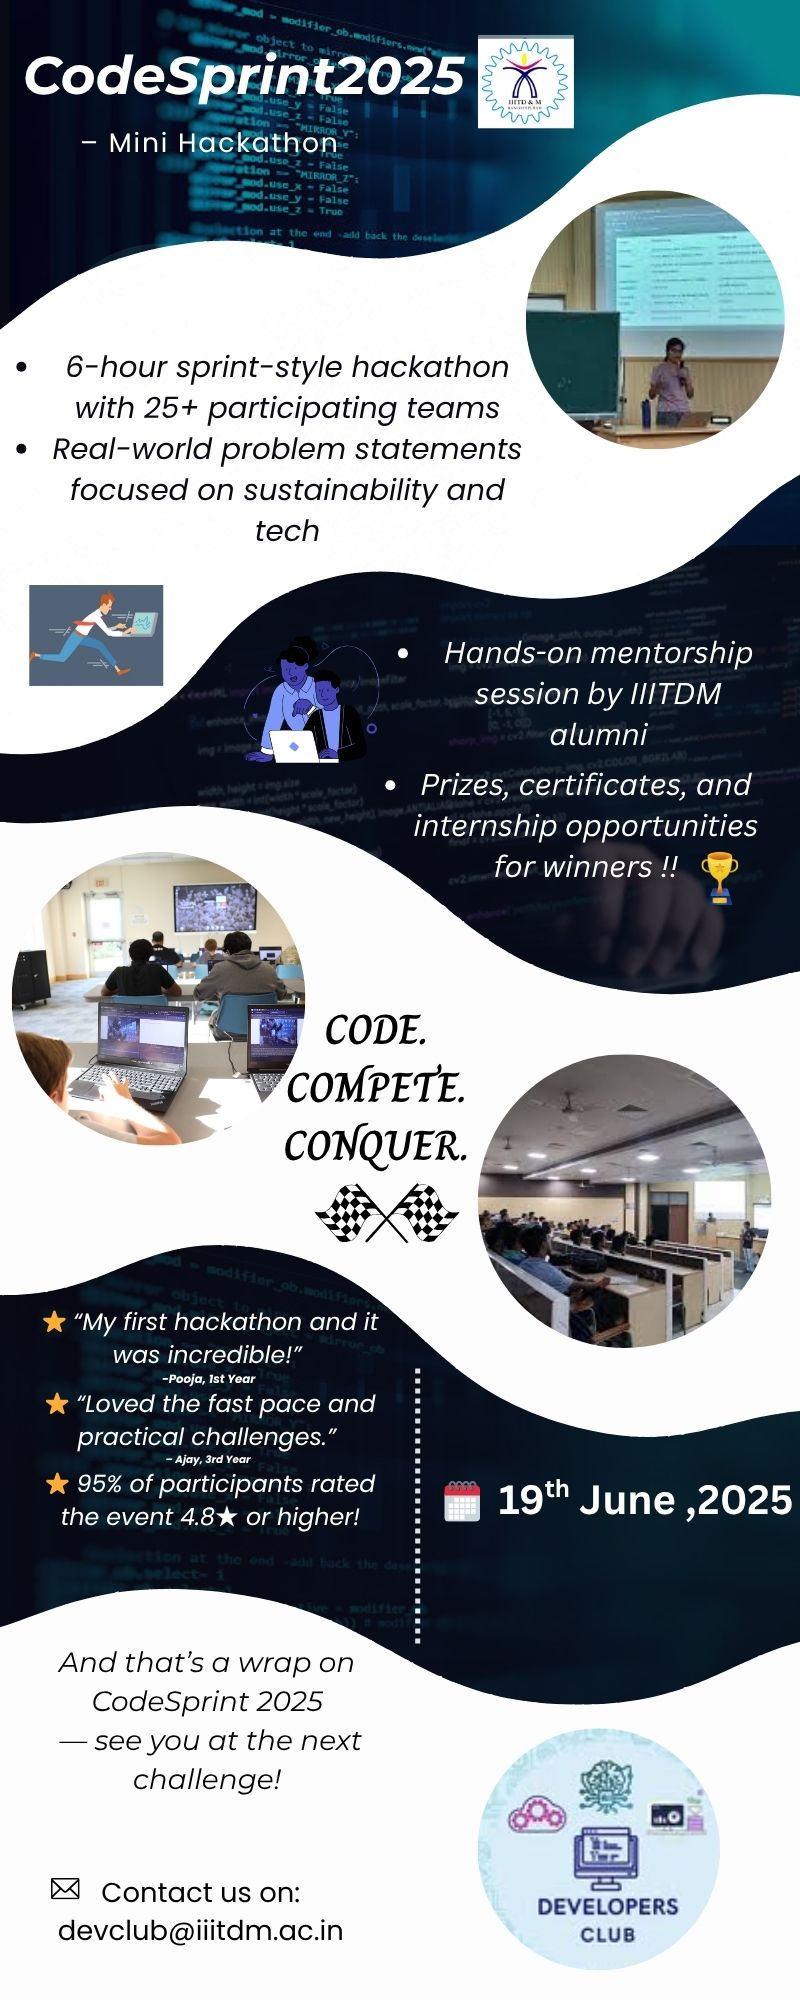 CodeSprint2025
– Mini Hackathon
IIITD & M
KANCHEEPURAM
• 6-hour sprint-style hackathon
with 25+ participating teams
• Real-world problem statements
focused on sustainability and
tech
• Hands-on mentorship
session by IIITDM
alumni
• Prizes, certificates, and
internship opportunities
for winners !!
CODE.
COMPETE.
CONQUER.
⭐ “My first hackathon and it
was incredible!”
-Pooja, 1st Year
⭐ “Loved the fast pace and
practical challenges.”
– Ajay, 3rd Year
⭐ 95% of participants rated
the event 4.8★ or higher!
19th June ,2025
And that’s a wrap on
CodeSprint 2025
— see you at the next
challenge!
Contact us on:
devclub@iiitdm.ac.in
DEVELOPERS
CLUB